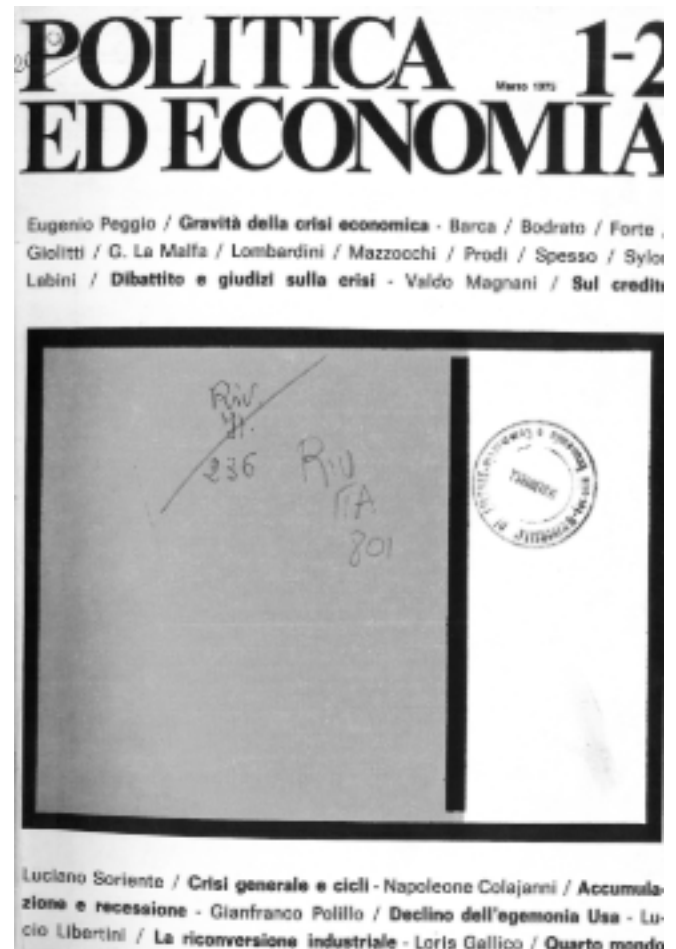 POLITICA 1-2
Marzo 1975
ED ECONOMIA
Eugenio Peggio / Gravità della crisi economica - Barca / Bodrato / Forte
Giolitti / G. La Malfa / Lombardini / Mazzocchi / Prodi / Spesso / Sylos
Labini / Dibattito e giudizi sulla crisi - Valdo Magnani / Sul credito
Riv.
236
Riv
ITA
801
Luciano Soriente / Crisi generale e cicli - Napoleone Colajanni / Accumula-
zione e recessione - Gianfranco Polillo / Declino dell'egemonia Usa - Lu-
cio Libertini / La riconversione industriale - Loris Gallico / Quarto mondo